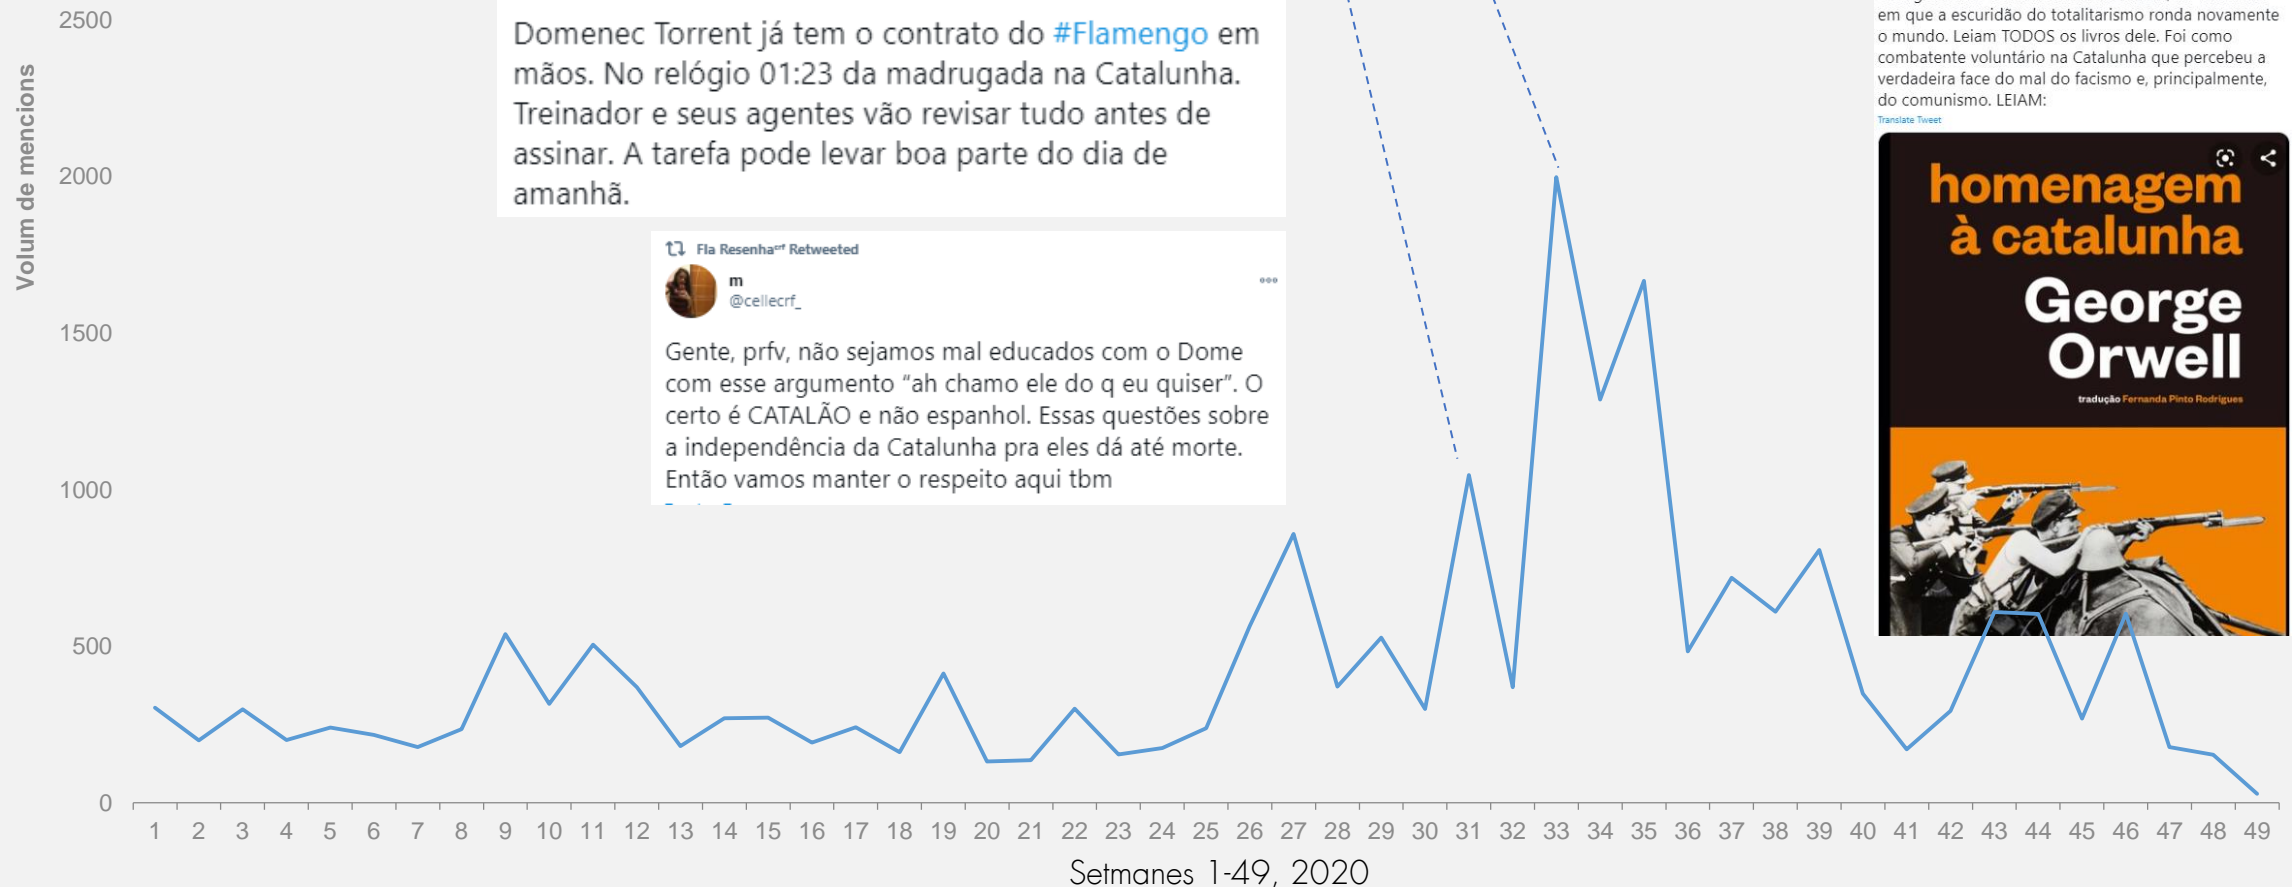 2500
2000
1500
1000
500
0
Volum de mencions
Domenec Torrent já tem o contrato do #Flamengo em
mãos. No relógio 01:23 da madrugada na Catalunha.
Treinador e seus agentes vão revisar tudo antes de
assinar. A tarefa pode levar boa parte do dia de
amanhã.
Fla Resenhaᶜʳᶠ Retweeted
m
@cellecrf_
Gente, prfv, não sejamos mal educados com o Dome
com esse argumento “ah chamo ele do q eu quiser”. O
certo é CATALÃO e não espanhol. Essas questões sobre
a independência da Catalunha pra eles dá até morte.
Então vamos manter o respeito aqui tbm
em que a escuridão do totalitarismo ronda novamente
o mundo. Leiam TODOS os livros dele. Foi como
combatente voluntário na Catalunha que percebeu a
verdadeira face do mal do facismo e, principalmente,
do comunismo. LEIAM:
Translate Tweet
homenagem
à catalunha
George
Orwell
tradução Fernanda Pinto Rodrigues
1 2 3 4 5 6 7 8 9 10 11 12 13 14 15 16 17 18 19 20 21 22 23 24 25 26 27 28 29 30 31 32 33 34 35 36 37 38 39 40 41 42 43 44 45 46 47 48 49
Setmanes 1-49, 2020